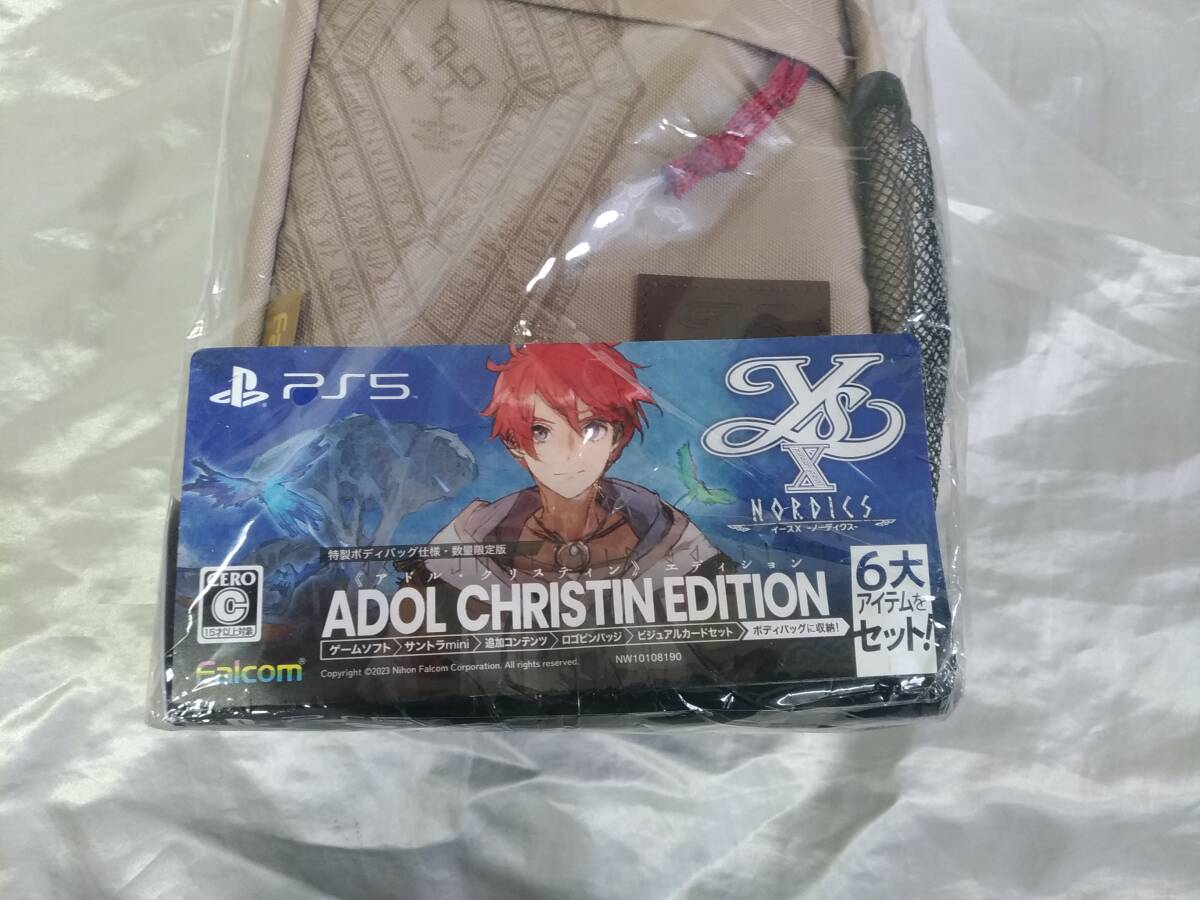 PS5
Ys
X
NORDICS
イースX -ノーディクス-
特製ボディバッグ仕様・数量限定版
《アドル・クリスティン》エディション
ADOL CHRISTIN EDITION
ゲームソフト
サントラmini
追加コンテンツ
ロゴピンバッジ
ビジュアルカードセット
ボディバッグに収納!
6大
アイテムを
セット!
CERO
C
15才以上対象
Falcom
Copyright ©2023 Nihon Falcom Corporation. All rights reserved.
NW10108190